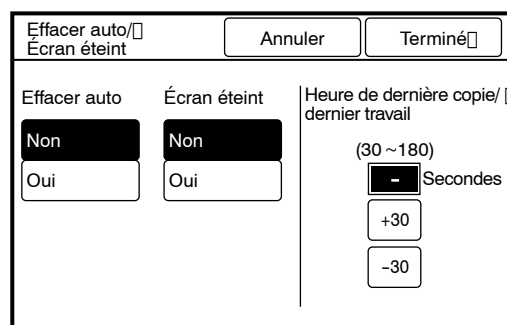 Effacer auto/
Écran éteint
Annuler
Terminé
Effacer auto
Non
Oui
Écran éteint
Non
Oui
Heure de dernière copie/
dernier travail
(30 ~180)
- Secondes
+30
-30